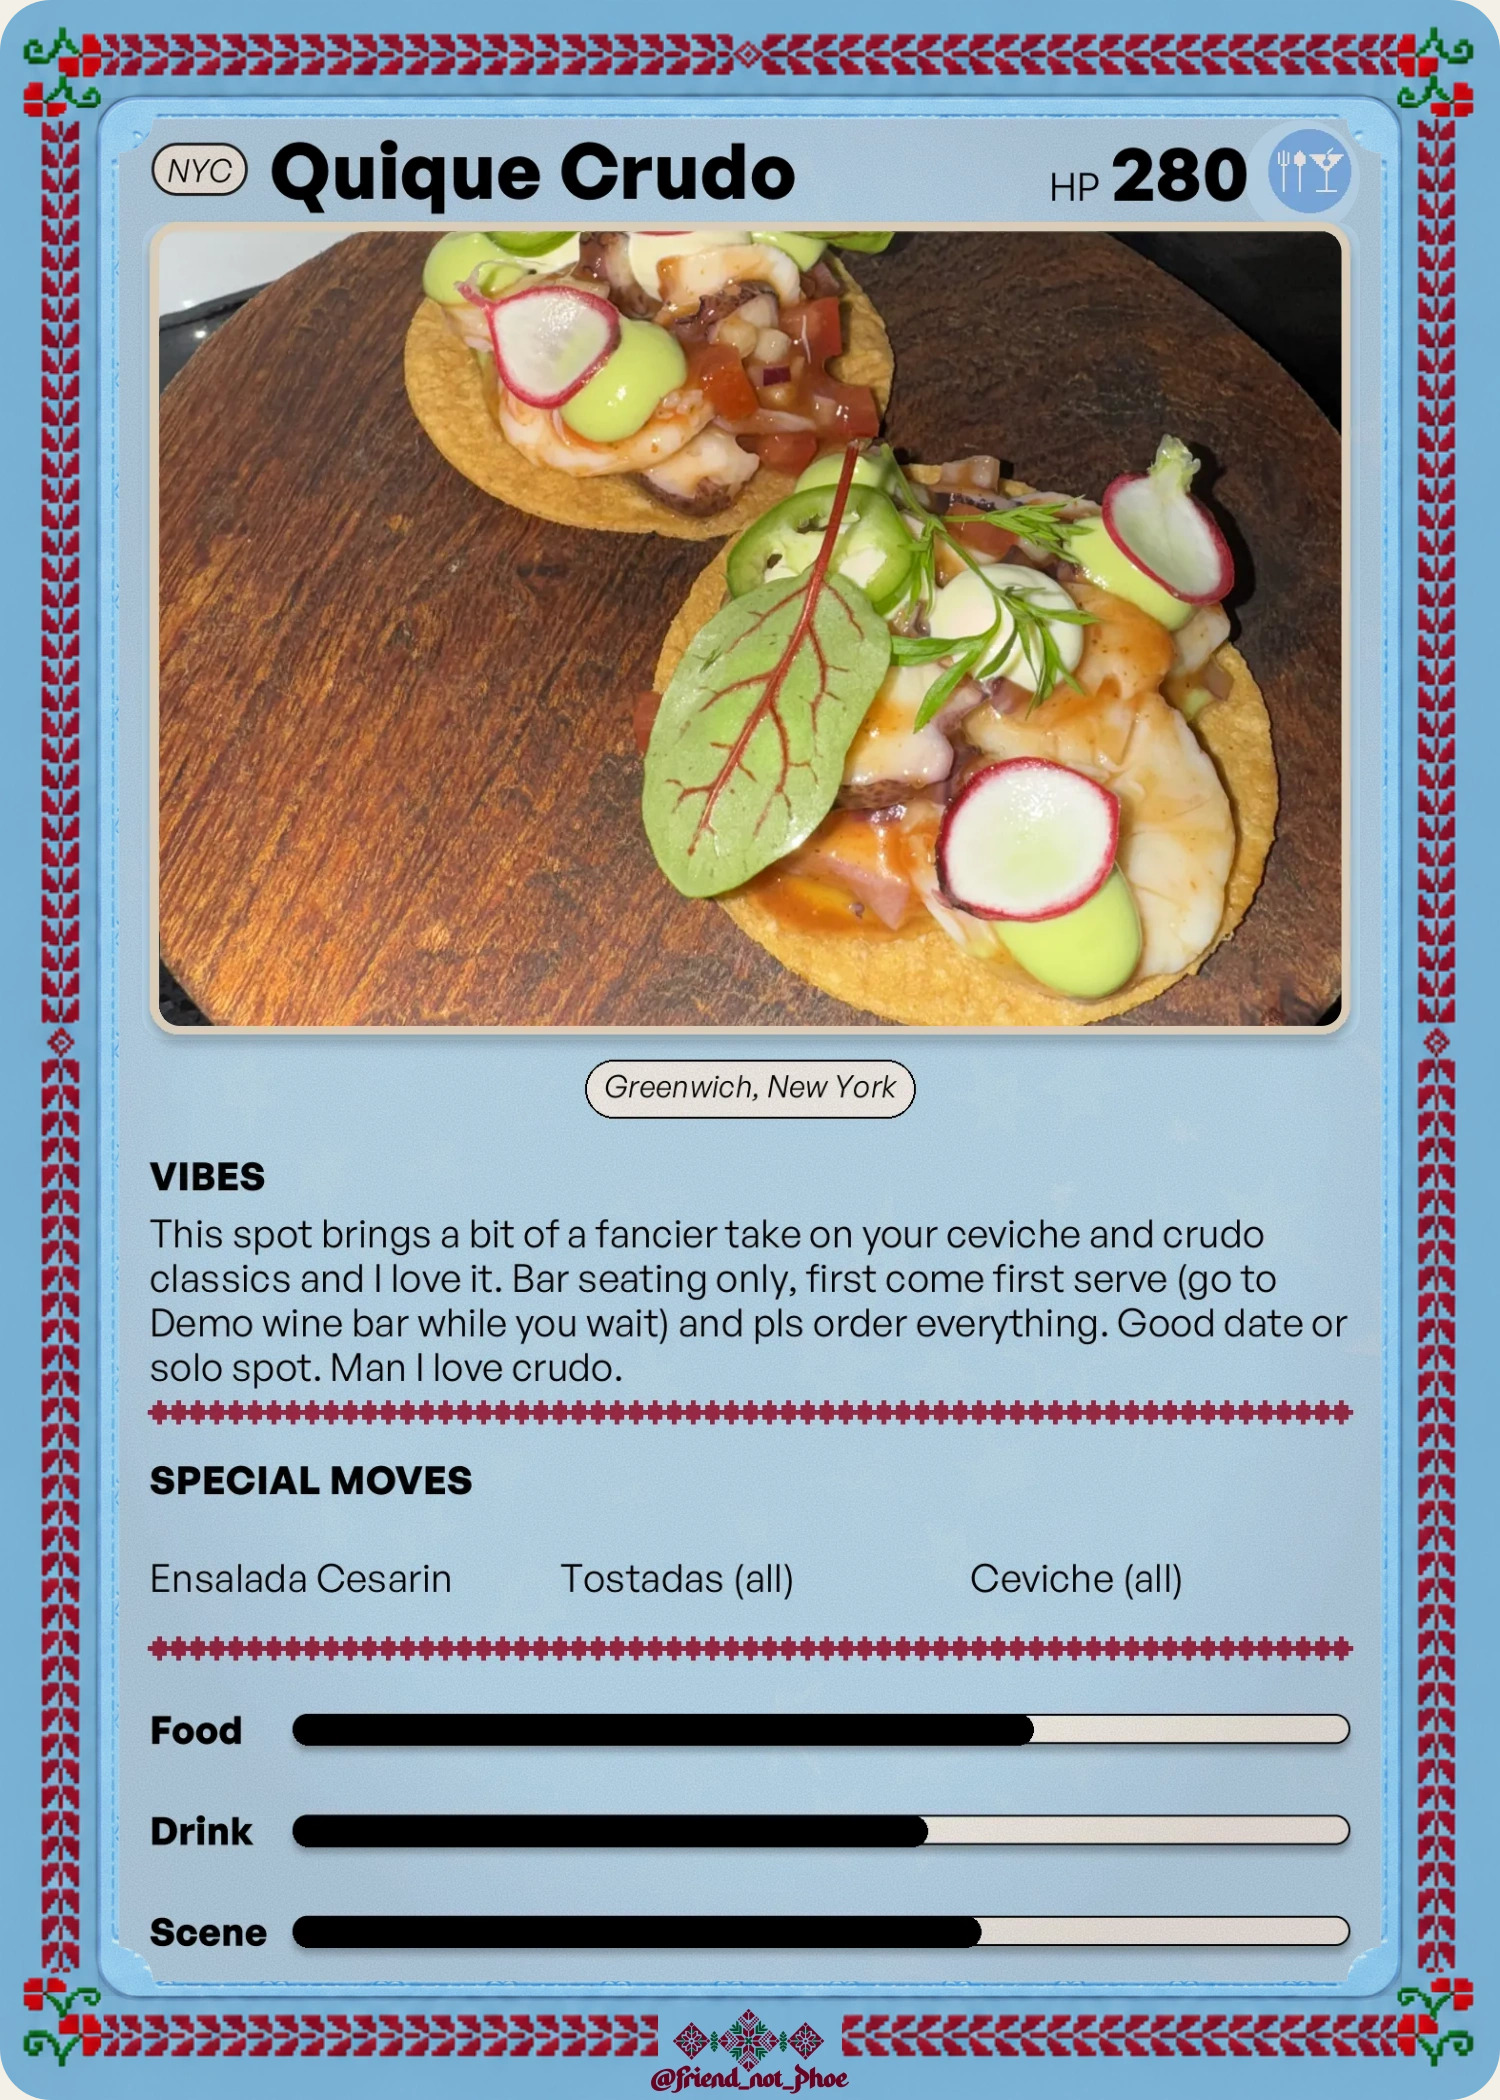 NYC Quique Crudo HP 280
Greenwich, New York
VIBES
This spot brings a bit of a fancier take on your ceviche and crudo
classics and I love it. Bar seating only, first come first serve (go to
Demo wine bar while you wait) and pls order everything. Good date or
solo spot. Man I love crudo.
SPECIAL MOVES
Ensalada Cesarin Tostadas (all) Ceviche (all)
Food
Drink
Scene
@friend_not_Phoe